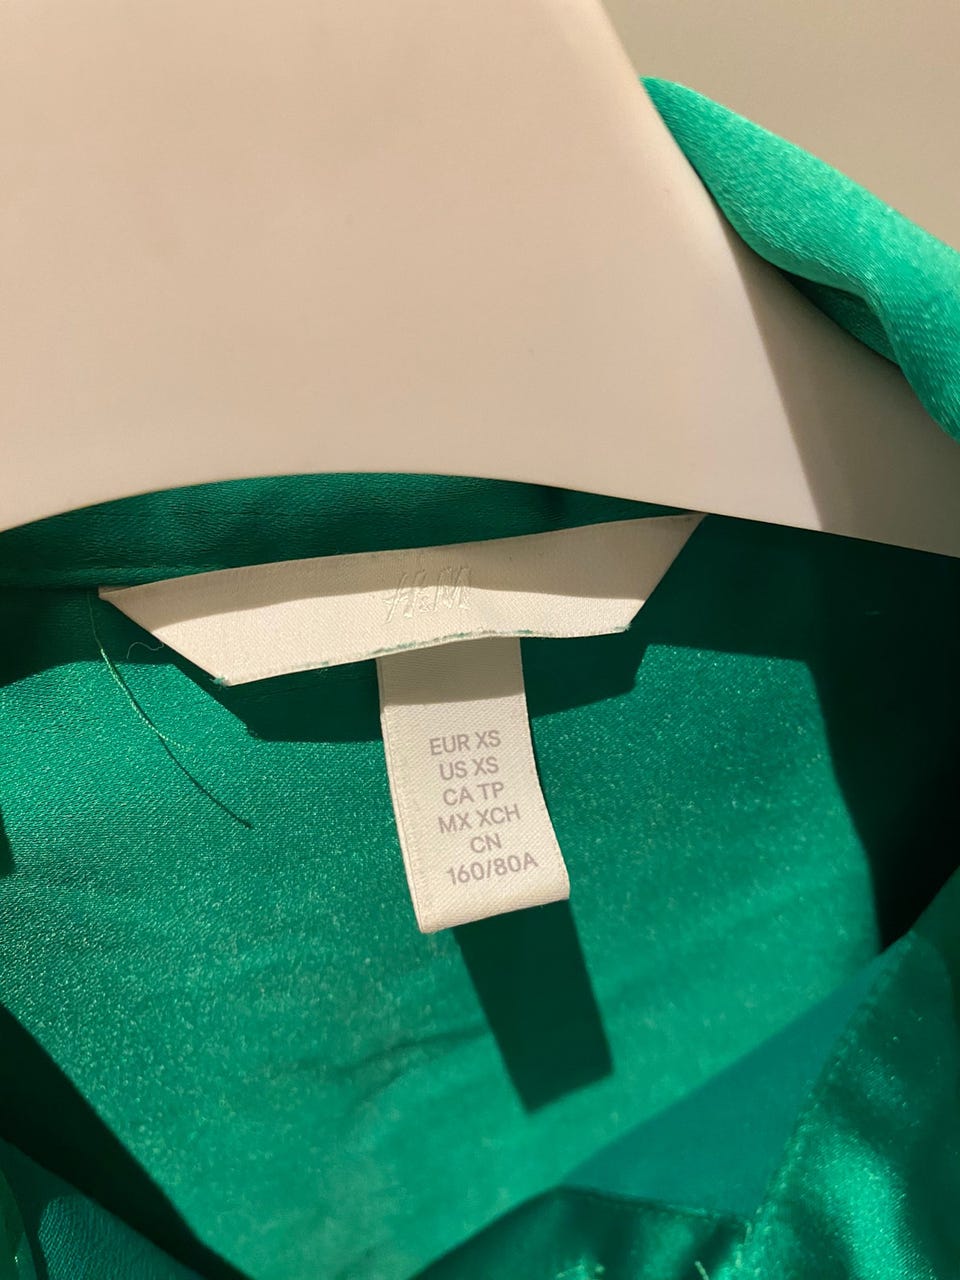 H&M
EUR XS
US XS
CA TP
MX XCH
CN
160/80A